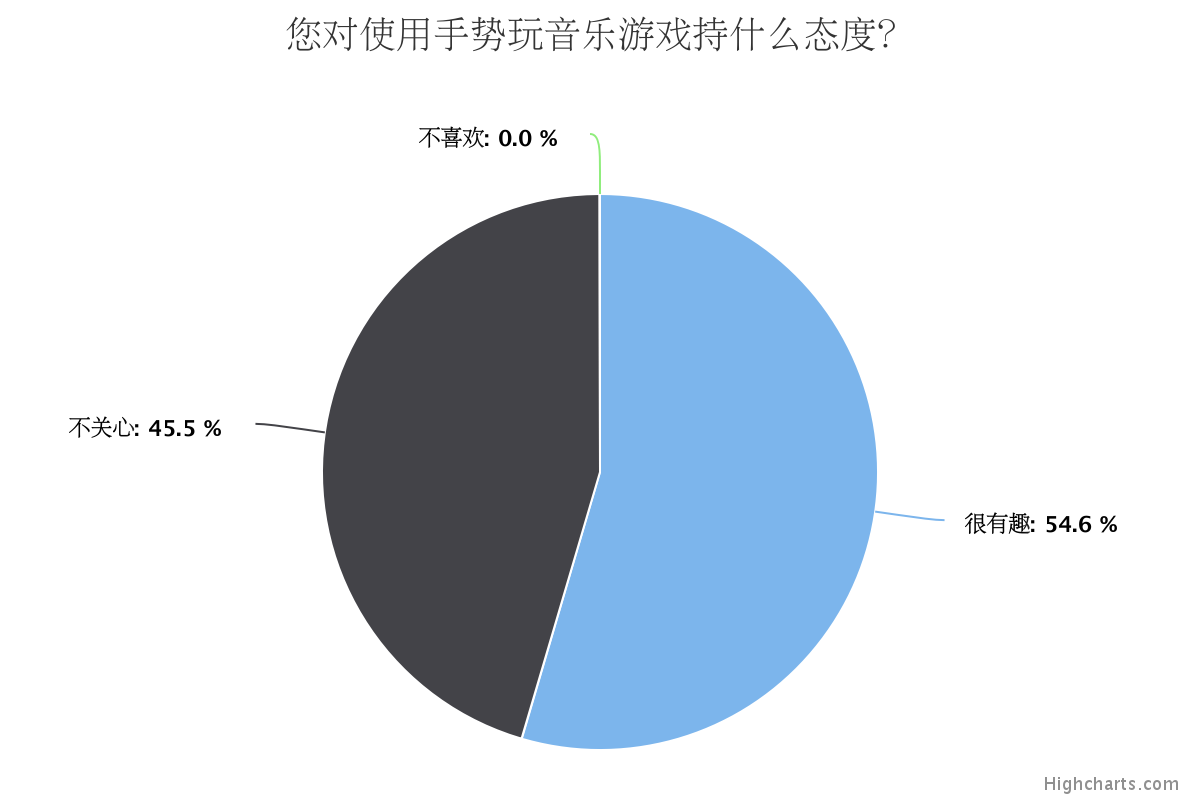 您对使用手势玩音乐游戏持什么态度?
不喜欢: 0.0 %
不关心: 45.5 %
很有趣: 54.6 %
Highcharts.com